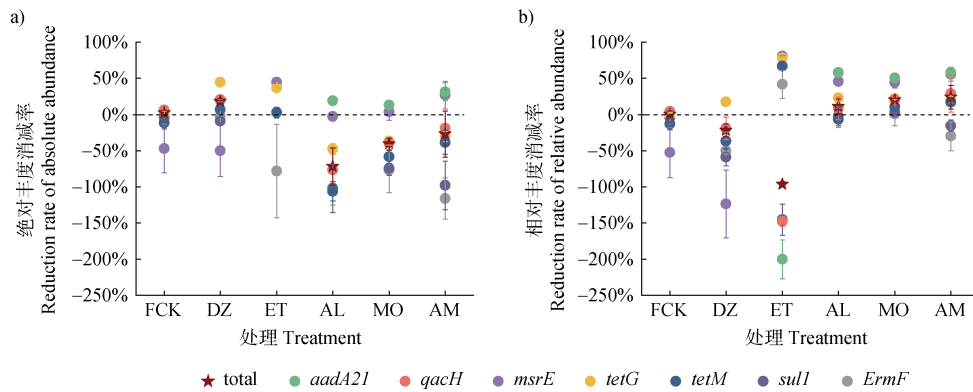 a)
绝对丰度消减率
Reduction rate of absolute abundance
100%
50%
0%
–50%
–100%
–150%
–200%
–250%
FCK DZ ET AL MO AM
处理 Treatment
b)
相对丰度消减率
Reduction rate of relative abundance
100%
50%
0%
–50%
–100%
–150%
–200%
–250%
FCK DZ ET AL MO AM
处理 Treatment
total aadA21 qacH msrE tetG tetM sul1 ErmF